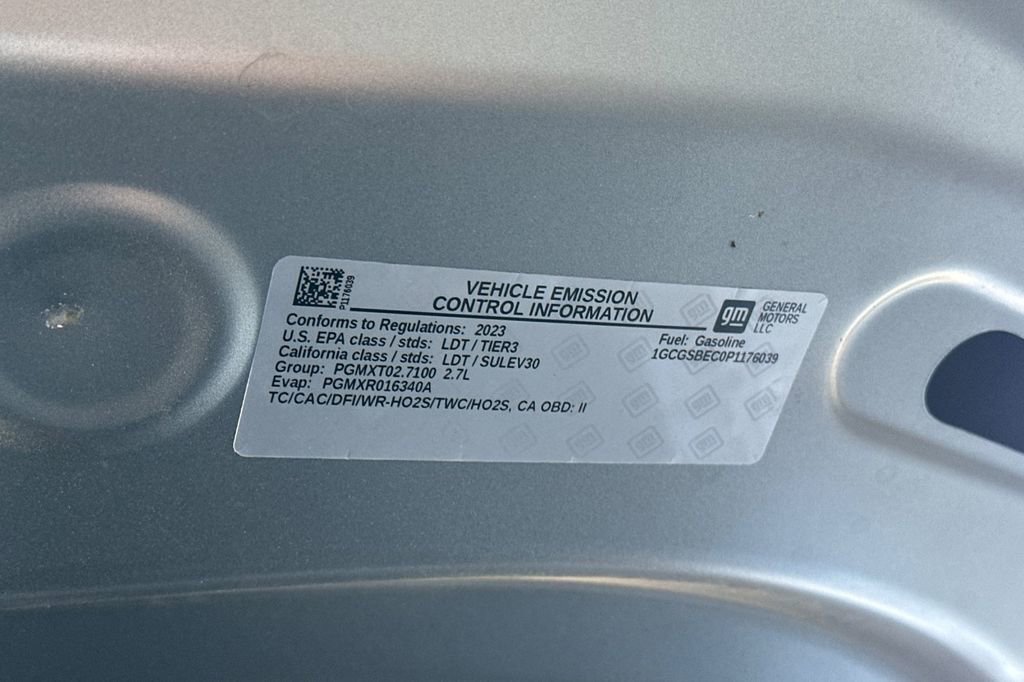 P1176039
VEHICLE EMISSION
CONTROL INFORMATION
gm
GENERAL
MOTORS
LLC
Conforms to Regulations: 2023
U.S. EPA class / stds: LDT / TIER3
California class / stds: LDT / SULEV30
Group: PGMXT02.7100 2.7L
Evap: PGMXR016340A
TC/CAC/DFI/WR-HO2S/TWC/HO2S, CA OBD: II
Fuel: Gasoline
1GCGSBEC0P1176039